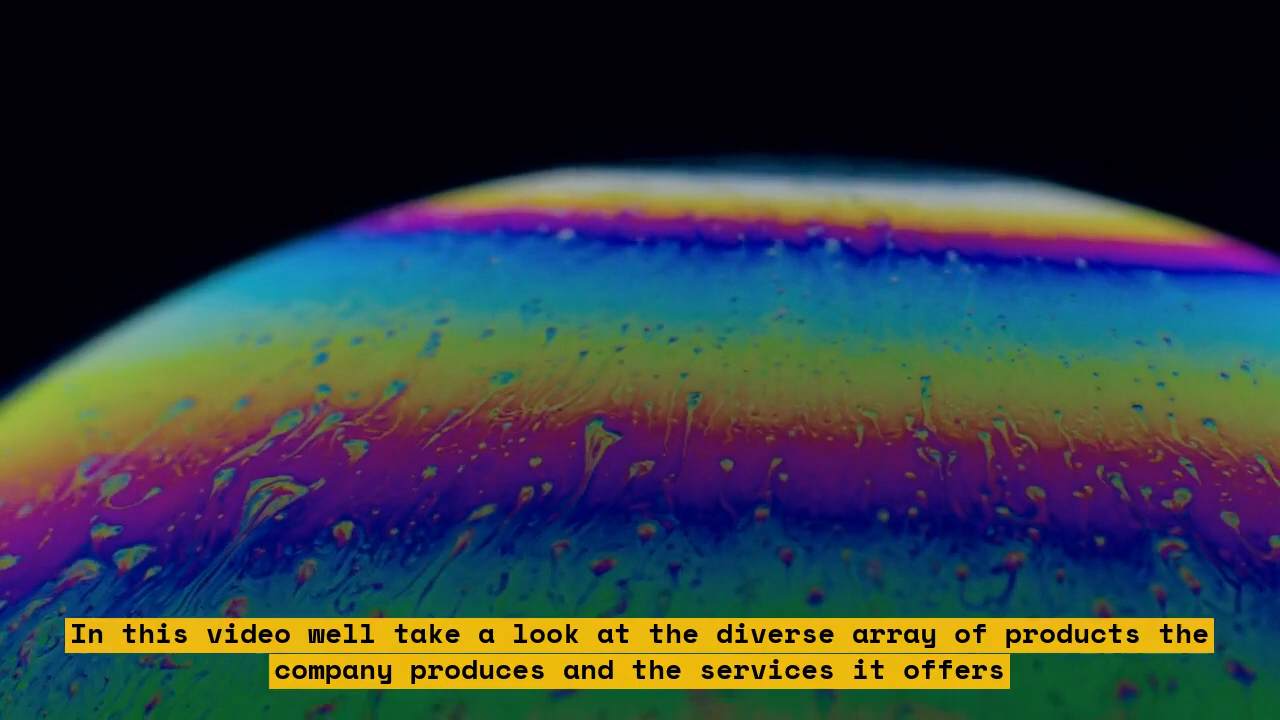 In this video well take a look at the diverse array of products the
company produces and the services it offers